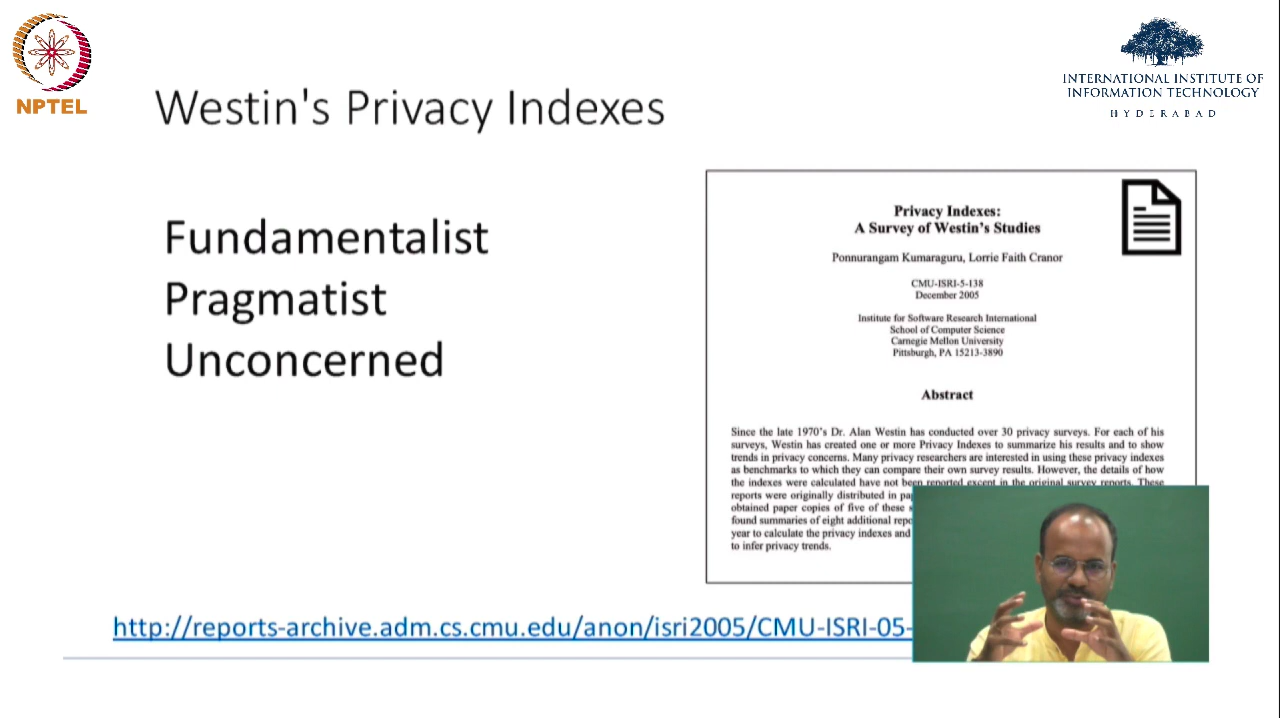 NPTEL
INTERNATIONAL INSTITUTE OF
INFORMATION TECHNOLOGY
HYDERABAD
Westin's Privacy Indexes
Fundamentalist
Pragmatist
Unconcerned
Privacy Indexes:
A Survey of Westin's Studies
Ponnurangam Kumaraguru, Lorrie Faith Cranor
CMU-ISRI-5-138
December 2005
Institute for Software Research International
School of Computer Science
Carnegie Mellon University
Pittsburgh, PA 15213-3890
Abstract
Since the late 1970's Dr. Alan Westin has conducted over 30 privacy surveys. For each of his
surveys, Westin has created one or more Privacy Indexes to summarize his results and to show
trends in privacy concerns. Many privacy researchers are interested in using these privacy indexes
as benchmarks to which they can compare their own survey results. However, the details of how
the indexes were calculated have not been reported except in the original survey reports. These
reports were originally distributed in
obtained paper copies of five of these
found summaries of eight additional
year to calculate the privacy indexes and
to infer privacy trends.
http://reports-archive.adm.cs.cmu.edu/anon/isri2005/CMU-ISRI-05-